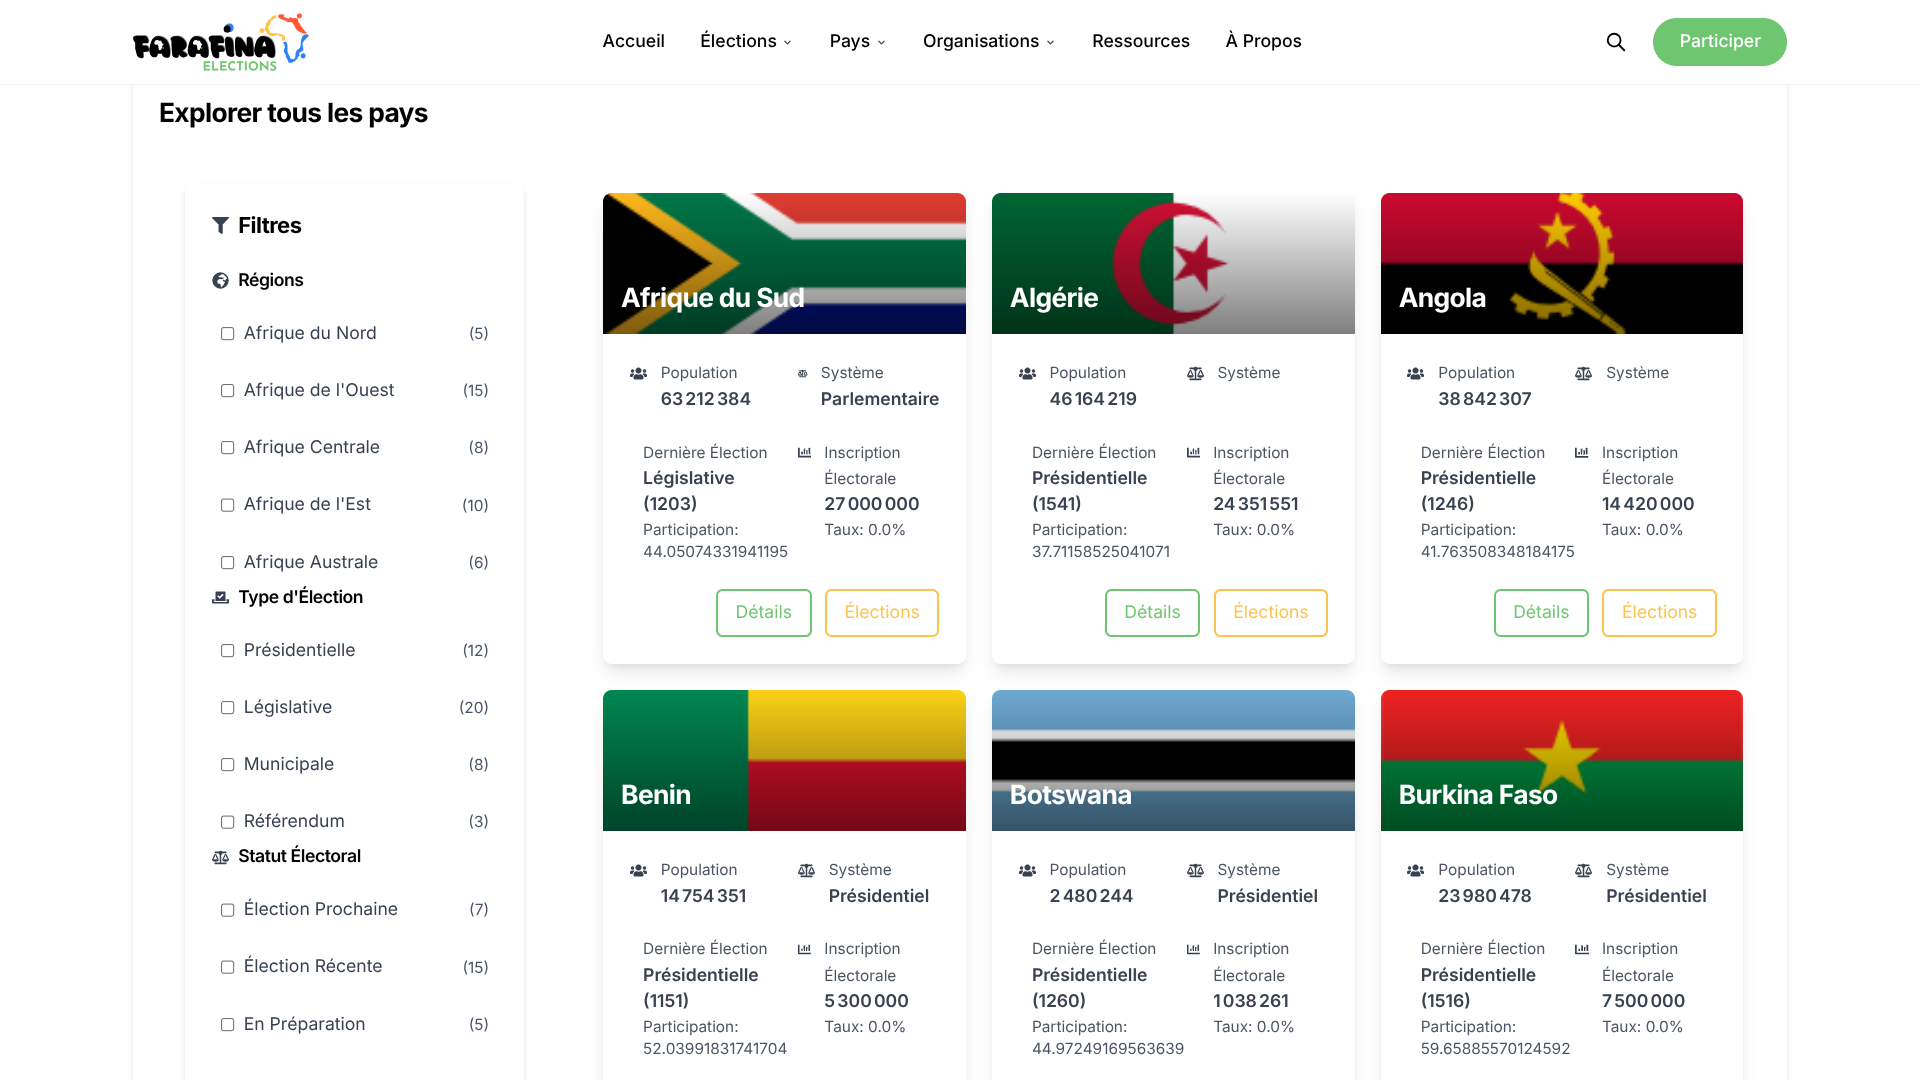 FARAFINA
ELECTIONS
Accueil
Élections
Pays
Organisations
Ressources
À Propos
Participer
Explorer tous les pays
Filtres
Régions
Afrique du Nord (5)
Afrique de l'Ouest (15)
Afrique Centrale (8)
Afrique de l'Est (10)
Afrique Australe (6)
Type d'Élection
Présidentielle (12)
Législative (20)
Municipale (8)
Référendum (3)
Statut Électoral
Élection Prochaine (7)
Élection Récente (15)
En Préparation (5)
Afrique du Sud
Population
63 212 384
Système
Parlementaire
Dernière Élection
Législative
(1203)
Participation:
44.05074331941195
Inscription
Électorale
27 000 000
Taux: 0.0%
Détails
Élections
Algérie
Population
46 164 219
Système
Dernière Élection
Présidentielle
(1541)
Participation:
37.71158525041071
Inscription
Électorale
24 351 551
Taux: 0.0%
Détails
Élections
Angola
Population
38 842 307
Système
Dernière Élection
Présidentielle
(1246)
Participation:
41.763508348184175
Inscription
Électorale
14 420 000
Taux: 0.0%
Détails
Élections
Benin
Population
14 754 351
Système
Présidentiel
Dernière Élection
Présidentielle
(1151)
Participation:
52.03991831741704
Inscription
Électorale
5 300 000
Taux: 0.0%
Botswana
Population
2 480 244
Système
Présidentiel
Dernière Élection
Présidentielle
(1260)
Participation:
44.97249169563639
Inscription
Électorale
1 038 261
Taux: 0.0%
Burkina Faso
Population
23 980 478
Système
Présidentiel
Dernière Élection
Présidentielle
(1516)
Participation:
59.65885570124592
Inscription
Électorale
7 500 000
Taux: 0.0%